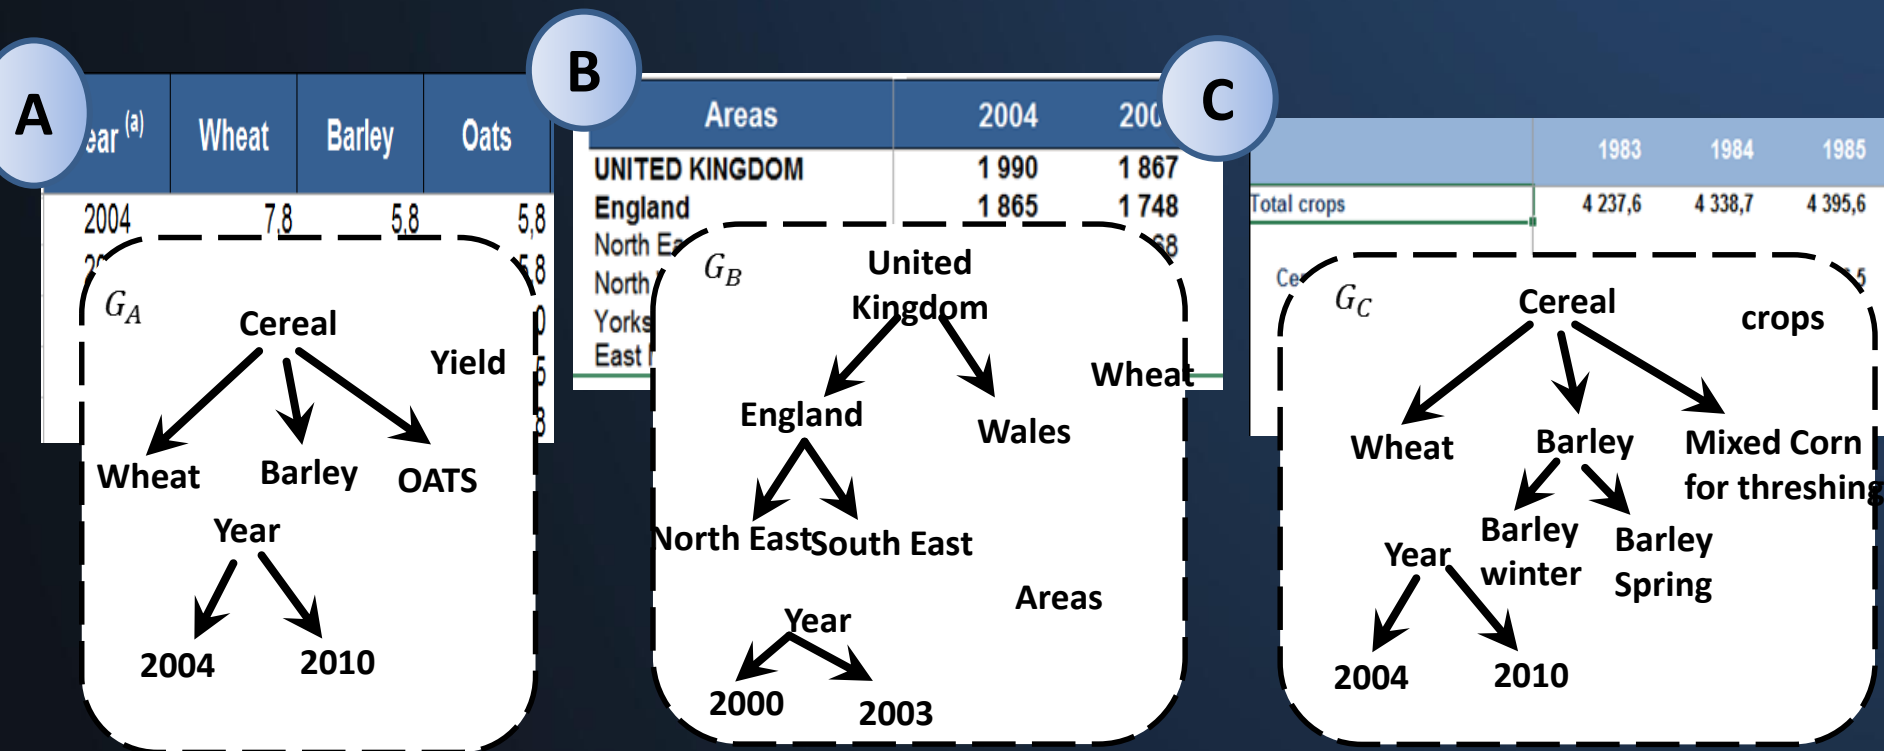 A
ear (a) Wheat Barley Oats
2004 7,8 5,8 5,8
5,8
G_A
Cereal
Yield
Wheat Barley OATS
Year
2004 2010
B
Areas 2004
UNITED KINGDOM 1 990 1 867
England 1 865 1 748
North
North
G_B
United
Kingdom
Wheat
England
Wales
North East South East
Areas
Year
2000 2003
C
1983 1984 1985
Total crops 4 237,6 4 338,7 4 395,6
G_C
Cereal
crops
Wheat Barley Mixed Corn
for threshing
Barley
winter
Barley
Spring
Year
2004 2010